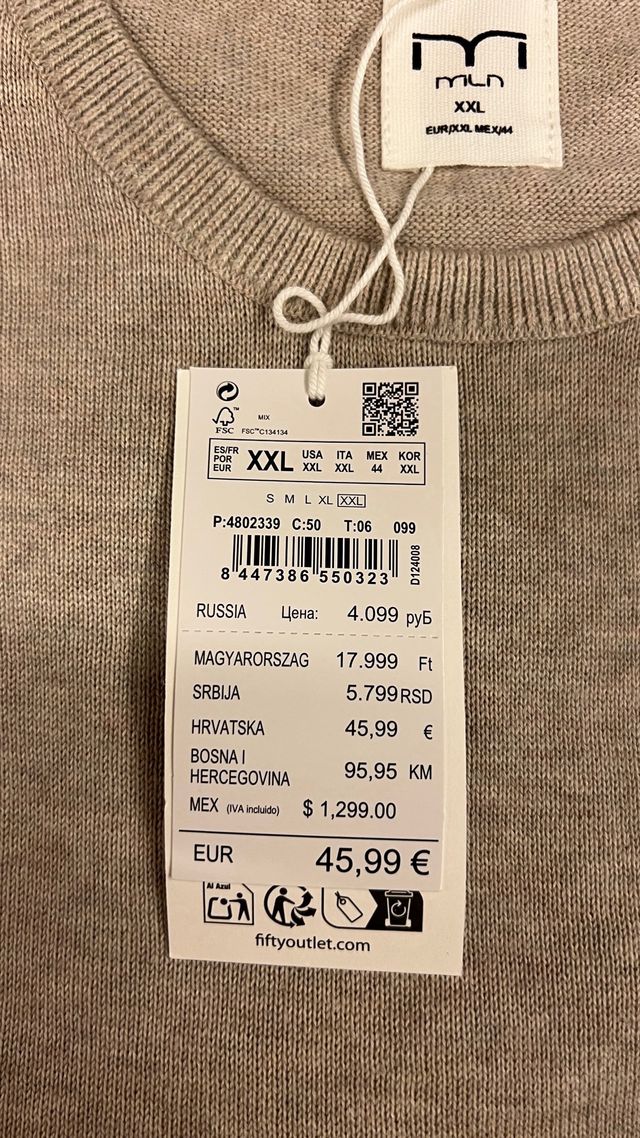 mln
XXL
EUR/XXL MEX/44
FSC™
MIX
FSC™C134134
ES/FR POR EUR XXL USA XXL ITA XXL MEX 44 KOR XXL
S M L XL XXL
P:4802339 C:50 T:06 099
8 447386 550323
D124008
RUSSIA Цена: 4.099 руБ
MAGYARORSZAG 17.999 Ft
SRBIJA 5.799 RSD
HRVATSKA 45,99 €
BOSNA I
HERCEGOVINA 95,95 KM
MEX (IVA incluido) $ 1,299.00
EUR 45,99 €
Al Azul
fiftyoutlet.com